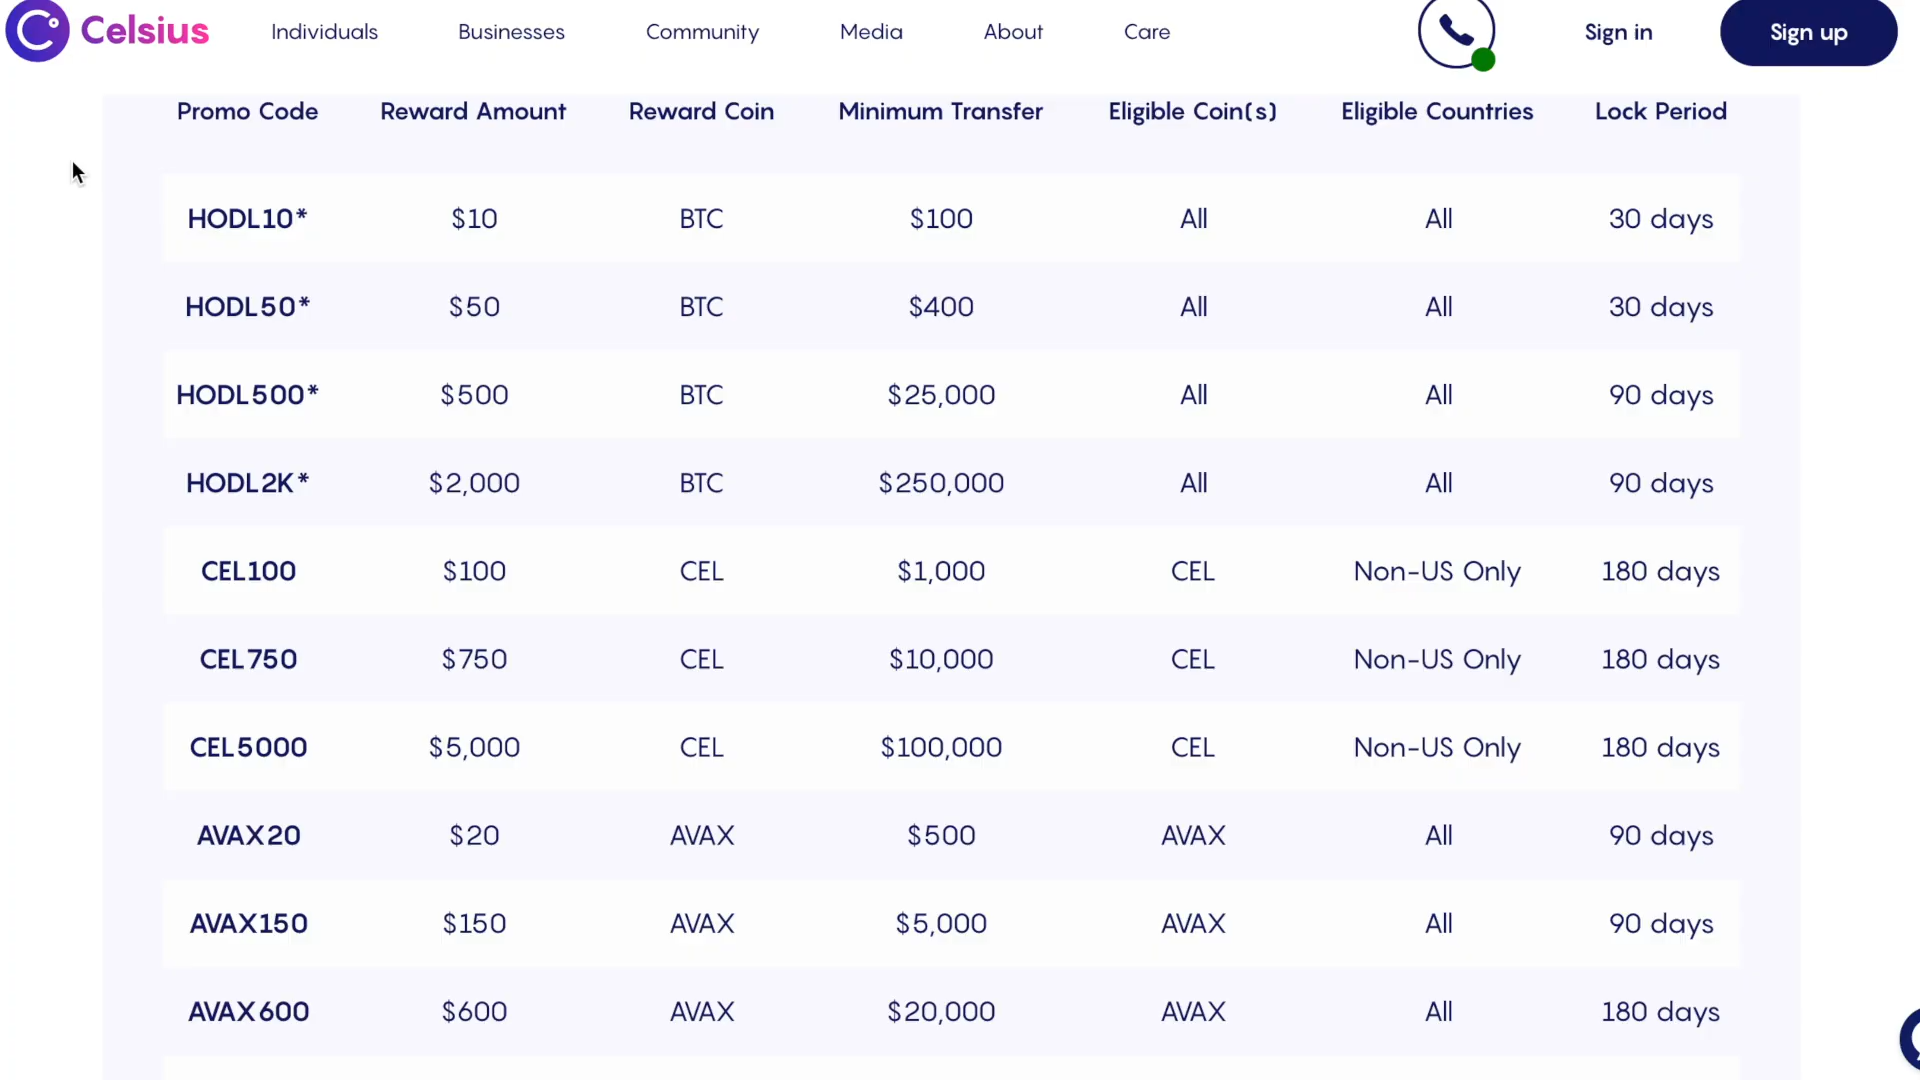 Celsius Individuals Businesses Community Media About Care Sign in Sign up
Promo Code Reward Amount Reward Coin Minimum Transfer Eligible Coin(s) Eligible Countries Lock Period
HODL10* $10 BTC $100 All All 30 days
HODL50* $50 BTC $400 All All 30 days
HODL500* $500 BTC $25,000 All All 90 days
HODL2K* $2,000 BTC $250,000 All All 90 days
CEL100 $100 CEL $1,000 CEL Non-US Only 180 days
CEL750 $750 CEL $10,000 CEL Non-US Only 180 days
CEL5000 $5,000 CEL $100,000 CEL Non-US Only 180 days
AVAX20 $20 AVAX $500 AVAX All 90 days
AVAX150 $150 AVAX $5,000 AVAX All 90 days
AVAX600 $600 AVAX $20,000 AVAX All 180 days